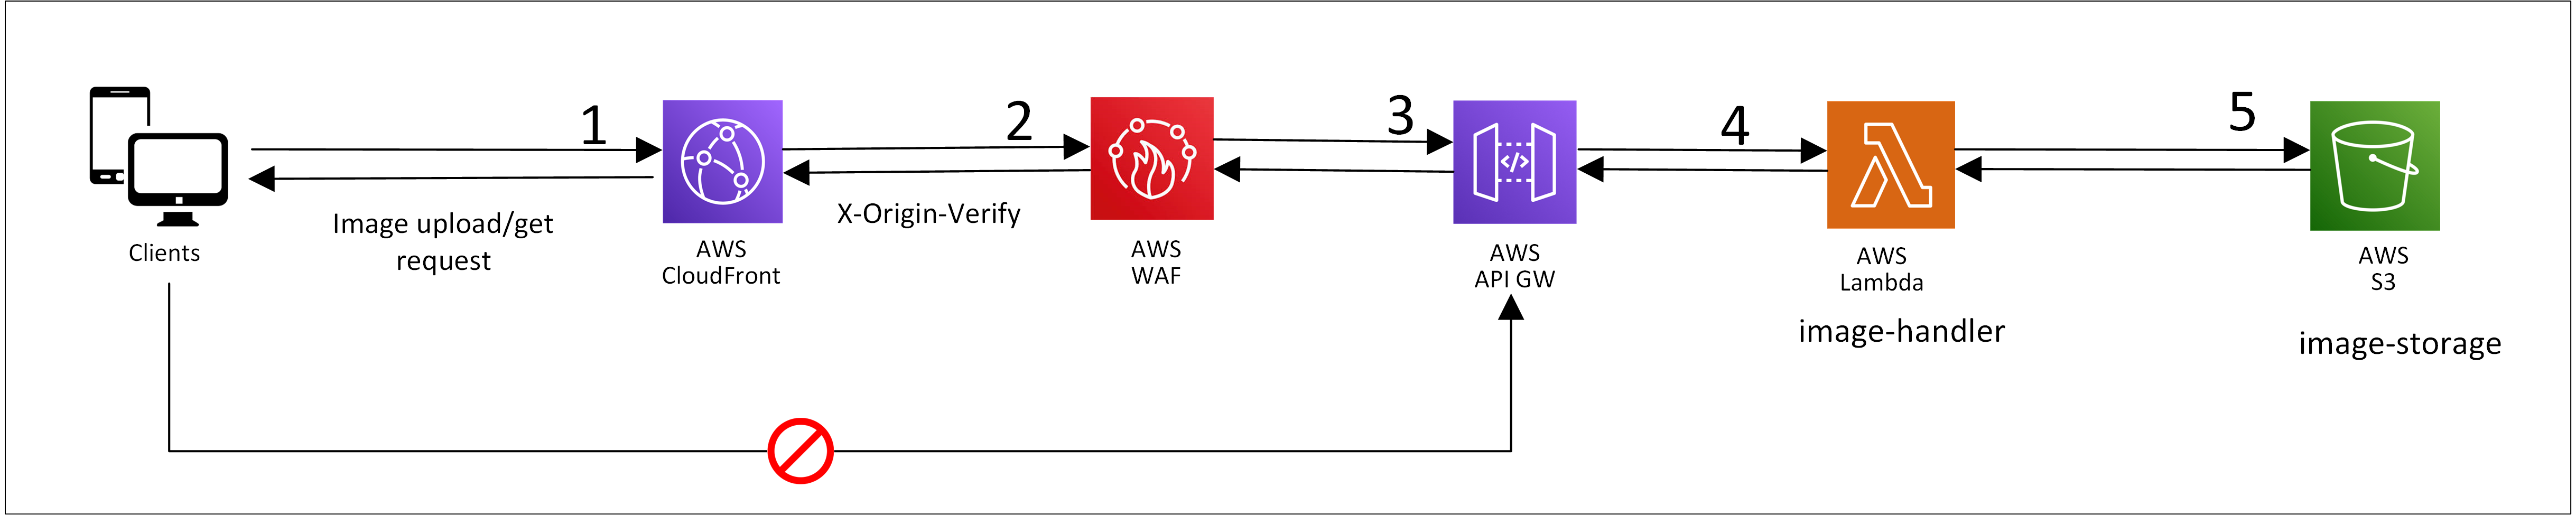 1
2
3
4
5
Image upload/get
request
X-Origin-Verify
Clients
AWS
CloudFront
AWS
WAF
AWS
API GW
AWS
Lambda
AWS
S3
image-handler
image-storage